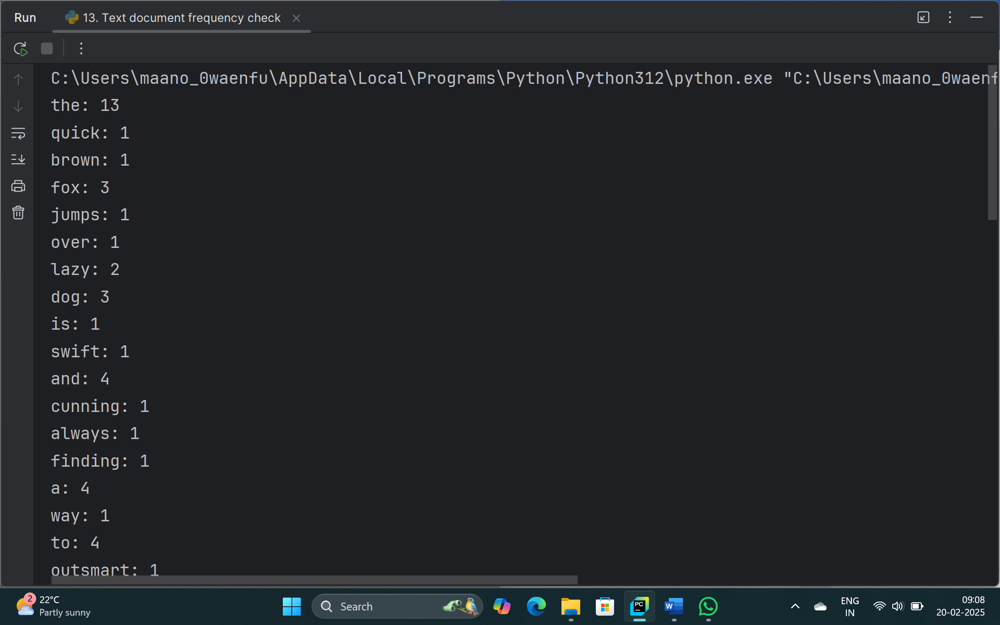 Run 13. Text document frequency check
C:\Users\maano_0waenfu\AppData\Local\Programs\Python\Python312\python.exe "C:\Users\maano_0waenf
the: 13
quick: 1
brown: 1
fox: 3
jumps: 1
over: 1
lazy: 2
dog: 3
is: 1
swift: 1
and: 4
cunning: 1
always: 1
finding: 1
a: 4
way: 1
to: 4
outsmart: 1
2
22°C
Partly sunny
Search
PC
W
ENG
IN
09:08
20-02-2025